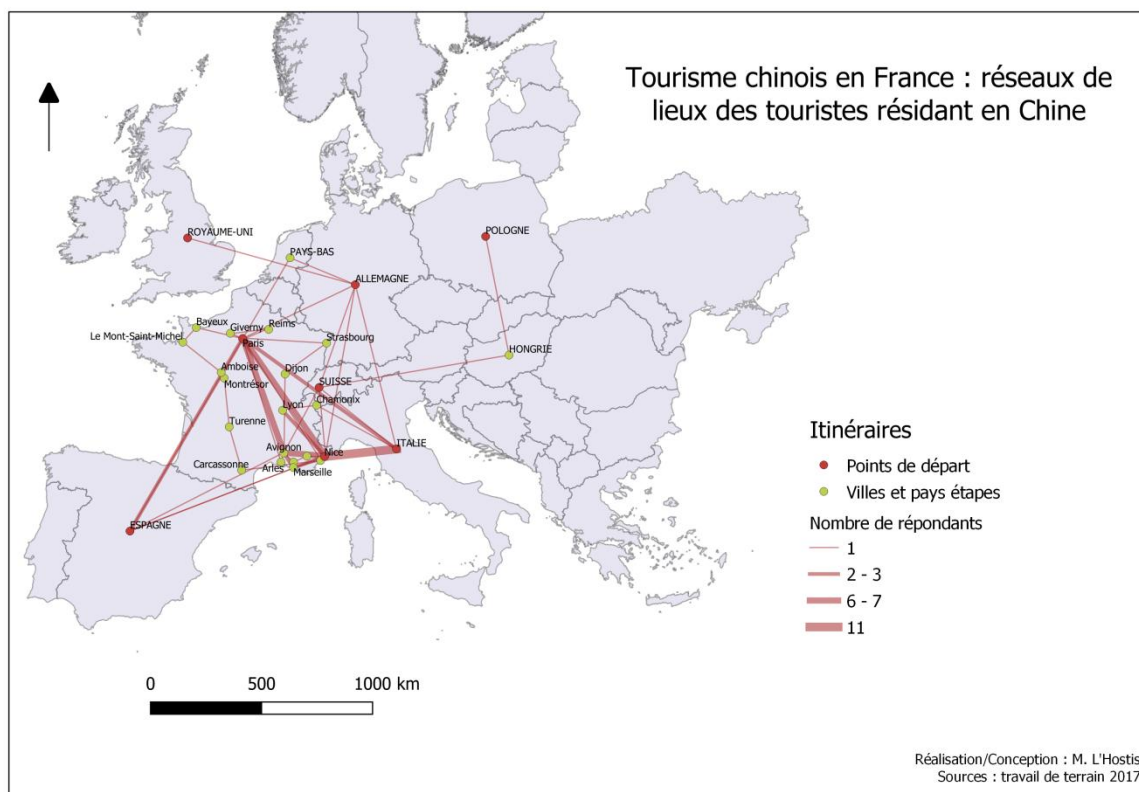 Tourisme chinois en France : réseaux de
lieux des touristes résidant en Chine
ROYAUME-UNI
POLOGNE
PAYS-BAS
ALLEMAGNE
Bayeux
Giverny
Reims
Le Mont-Saint-Michel
Paris
Strasbourg
HONGRIE
Amboise
Dijon
Montrésor
SUISSE
Chamonix
Lyon
Turenne
ITALIE
Avignon
Nice
Carcassonne
Arles
Marseille
ESPAGNE
Itinéraires
Points de départ
Villes et pays étapes
Nombre de répondants
1
2 - 3
6 - 7
11
0 500 1000 km
Réalisation/Conception : M. L'Hostis
Sources : travail de terrain 2017